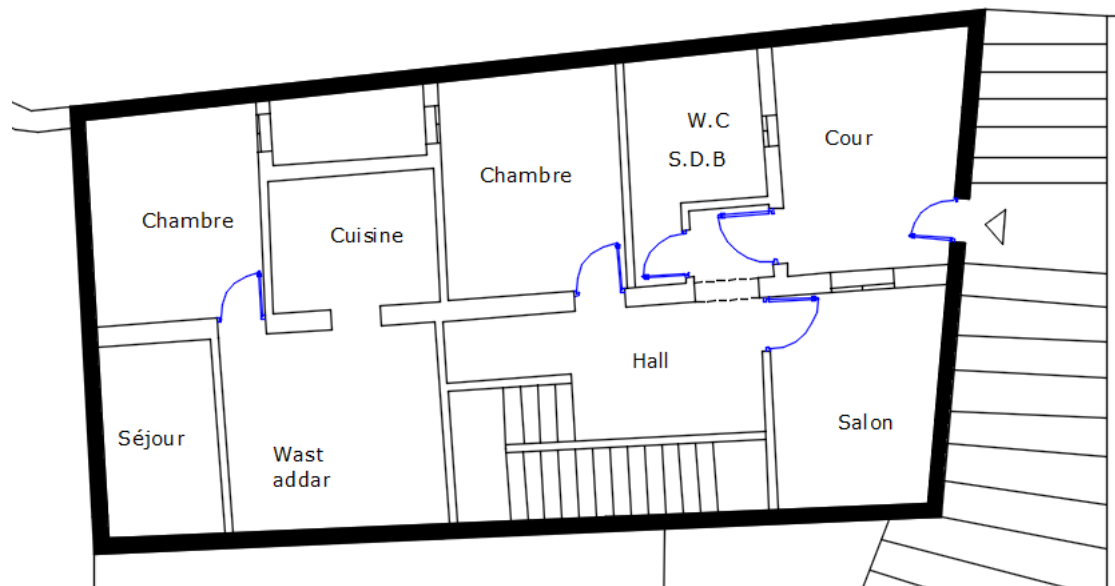 W.C
S.D.B
Cour
Chambre
Chambre
Cuisine
Hall
Salon
Séjour
Wast
addar